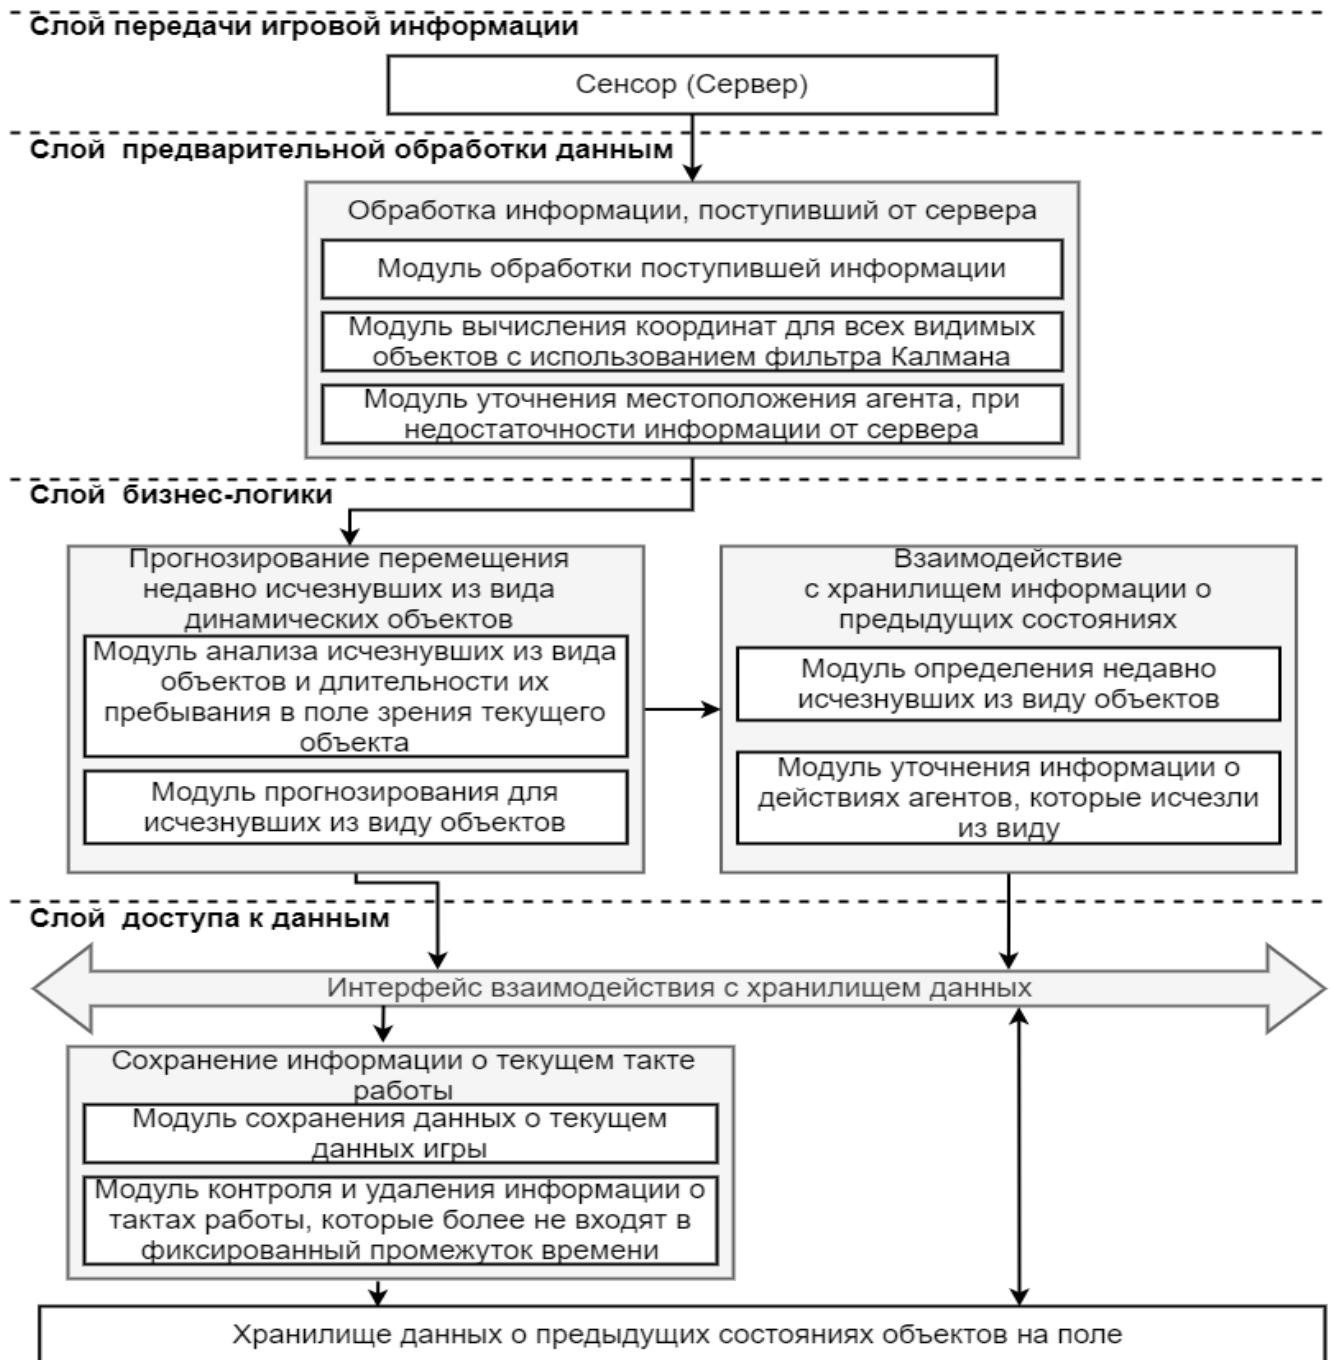 Слой передачи игровой информации
Сенсор (Сервер)
Слой предварительной обработки данным
Обработка информации, поступивший от сервера
Модуль обработки поступившей информации
Модуль вычисления координат для всех видимых
объектов с использованием фильтра Калмана
Модуль уточнения местоположения агента, при
недостаточности информации от сервера
Слой бизнес-логики
Прогнозирование перемещения
недавно исчезнувших из вида
динамических объектов
Модуль анализа исчезнувших из вида
объектов и длительности их
пребывания в поле зрения текущего
объекта
Модуль прогнозирования для
исчезнувших из виду объектов
Взаимодействие
с хранилищем информации о
предыдущих состояниях
Модуль определения недавно
исчезнувших из виду объектов
Модуль уточнения информации о
действиях агентов, которые исчезли
из виду
Слой доступа к данным
Интерфейс взаимодействия с хранилищем данных
Сохранение информации о текущем такте
работы
Модуль сохранения данных о текущем
данных игры
Модуль контроля и удаления информации о
тактах работы, которые более не входят в
фиксированный промежуток времени
Хранилище данных о предыдущих состояниях объектов на поле